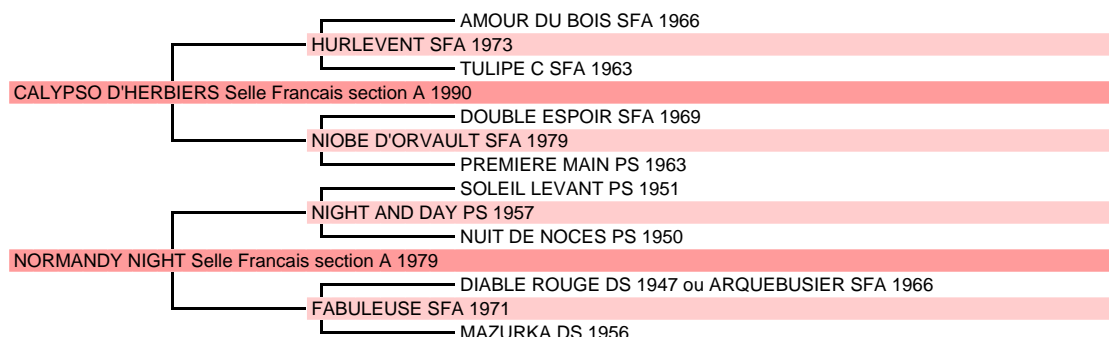 AMOUR DU BOIS SFA 1966
HURLEVENT SFA 1973
TULIPE C SFA 1963
CALYPSO D'HERBIERS Selle Francais section A 1990
DOUBLE ESPOIR SFA 1969
NIOBE D'ORVAULT SFA 1979
PREMIERE MAIN PS 1963
SOLEIL LEVANT PS 1951
NIGHT AND DAY PS 1957
NUIT DE NOCES PS 1950
NORMANDY NIGHT Selle Francais section A 1979
DIABLE ROUGE DS 1947 ou ARQUEBUSIER SFA 1966
FABULEUSE SFA 1971
MAZURKA DS 1956